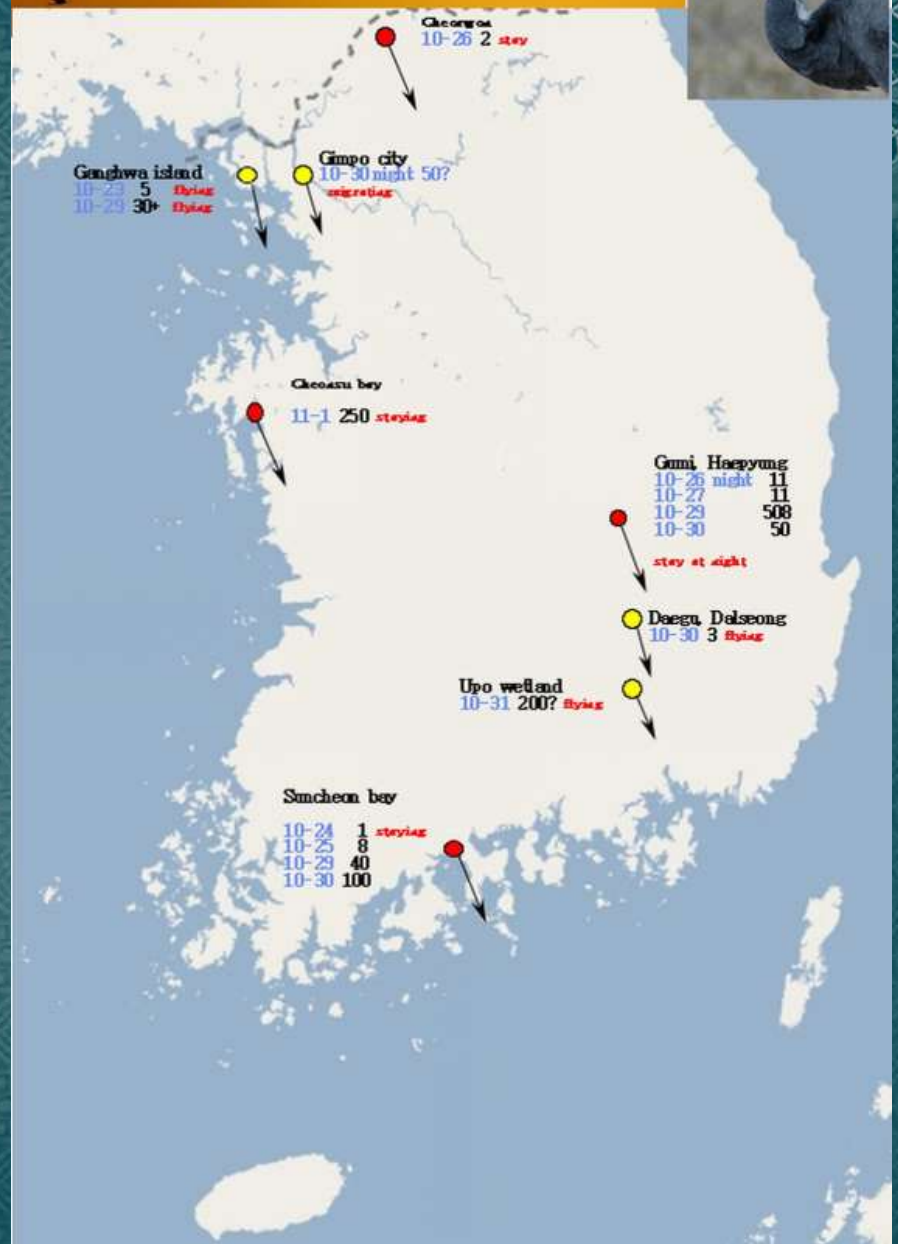 10-26 2 stay
Ganghwa island
10-23 5 flying
10-29 30+ flying
Gimpo city
10-30 night 50?
migrating
Cheonsu bay
11-1 250 staying
Gumi, Haepyung
10-26 night 11
10-27 11
10-29 508
10-30 50
stay at night
Daegu, Dalseong
10-30 3 flying
Upo wetland
10-31 200? flying
Suncheon bay
10-24 1 staying
10-25 8
10-29 40
10-30 100